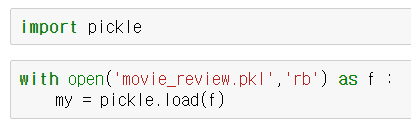 import pickle
with open('movie_review.pkl','rb') as f :
    my = pickle.load(f)